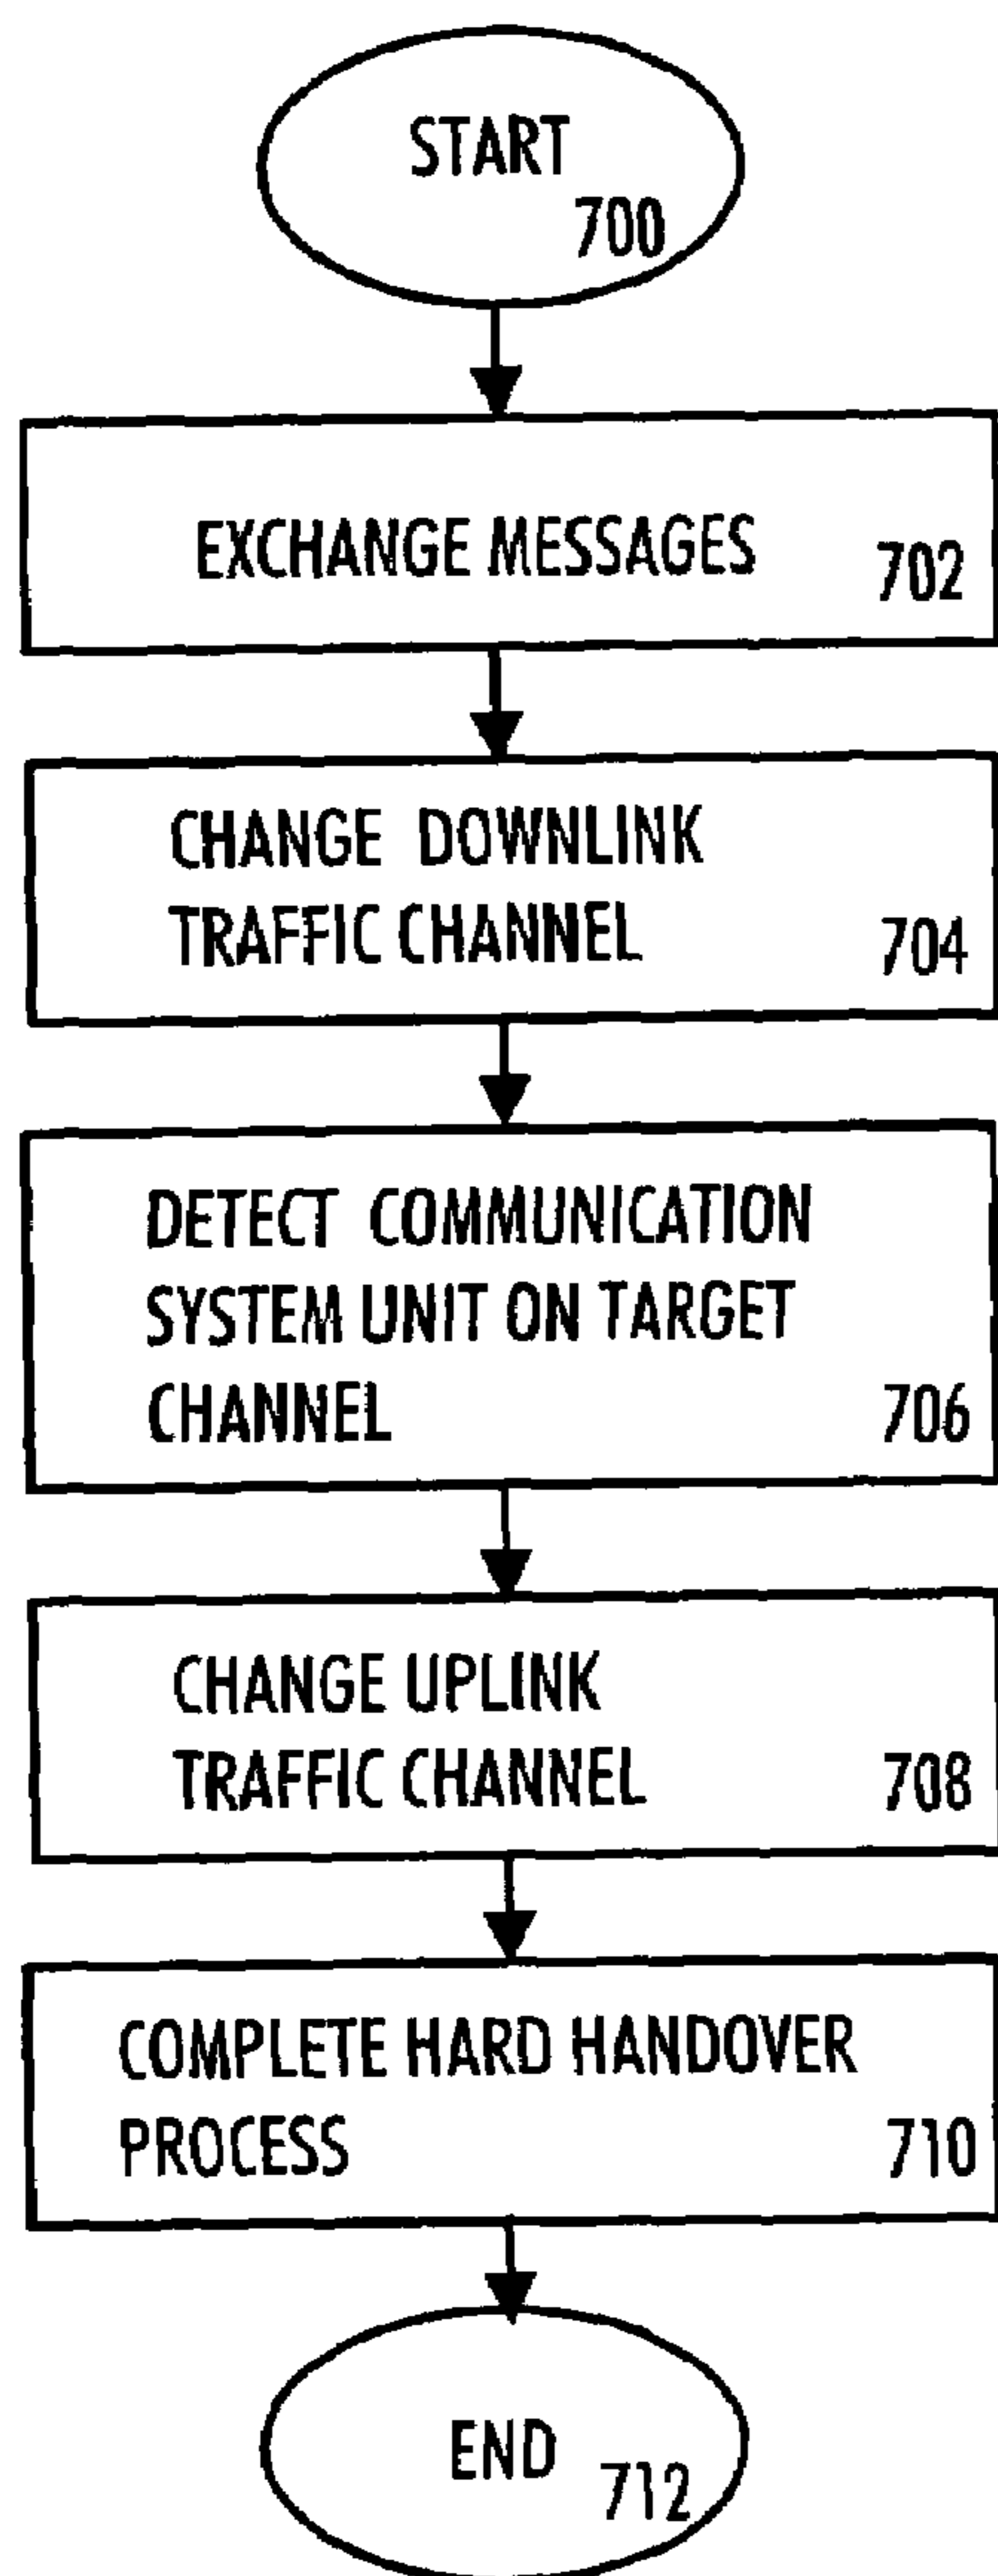 START
700
EXCHANGE MESSAGES
702
CHANGE DOWNLINK
TRAFFIC CHANNEL
704
DETECT COMMUNICATION
SYSTEM UNIT ON TARGET
CHANNEL
706
CHANGE UPLINK
TRAFFIC CHANNEL
708
COMPLETE HARD HANDOVER
PROCESS
710
END
712